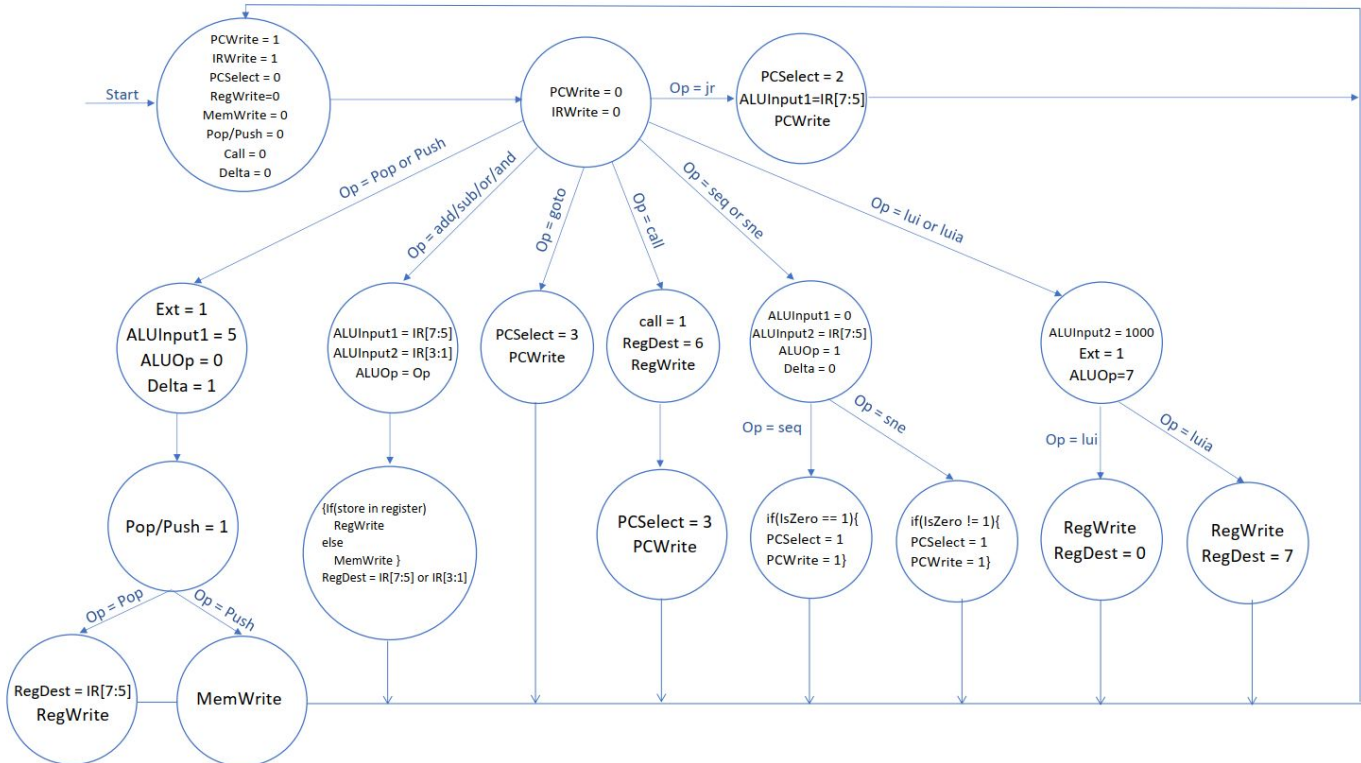 PCWrite = 1
IRWrite = 1
PCSelect = 0
RegWrite=0
MemWrite = 0
Pop/Push = 0
Call = 0
Delta = 0
Start
PCWrite = 0
IRWrite = 0
Op = jr
PCSelect = 2
ALUInput1=IR[7:5]
PCWrite
Op = Pop or Push
Op = add/sub/or/and
Op = goto
Op = call
Op = seq or sne
Op = lui or luia
Ext = 1
ALUInput1 = 5
ALUOp = 0
Delta = 1
ALUInput1 = IR[7:5]
ALUInput2 = IR[3:1]
ALUOp = Op
PCSelect = 3
PCWrite
call = 1
RegDest = 6
RegWrite
ALUInput1 = 0
ALUInput2 = IR[7:5]
ALUOp = 1
Delta = 0
ALUInput2 = 1000
Ext = 1
ALUOp=7
Op = seq
Op = sne
Op = lui
Op = luia
Pop/Push = 1
{If(store in register)
RegWrite
else
MemWrite }
RegDest = IR[7:5] or IR[3:1]
PCSelect = 3
PCWrite
if(IsZero == 1){
PCSelect = 1
PCWrite = 1}
if(IsZero != 1){
PCSelect = 1
PCWrite = 1}
RegWrite
RegDest = 0
RegWrite
RegDest = 7
Op = Pop
Op = Push
RegDest = IR[7:5]
RegWrite
MemWrite